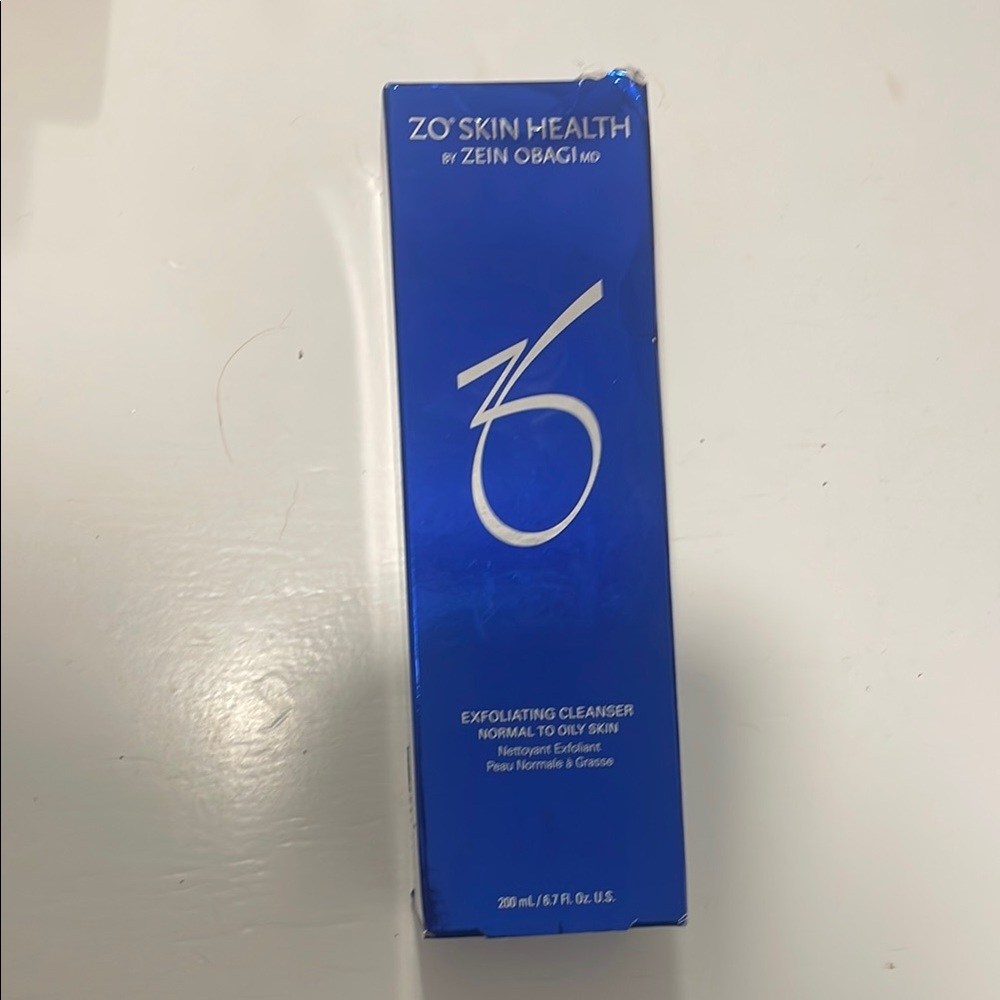 ZO® SKIN HEALTH
BY ZEIN OBAGI MD
ZO
EXFOLIATING CLEANSER
NORMAL TO OILY SKIN
Nettoyant Exfoliant
Peau Normale à Grasse
200 mL / 6.7 Fl. Oz. U.S.